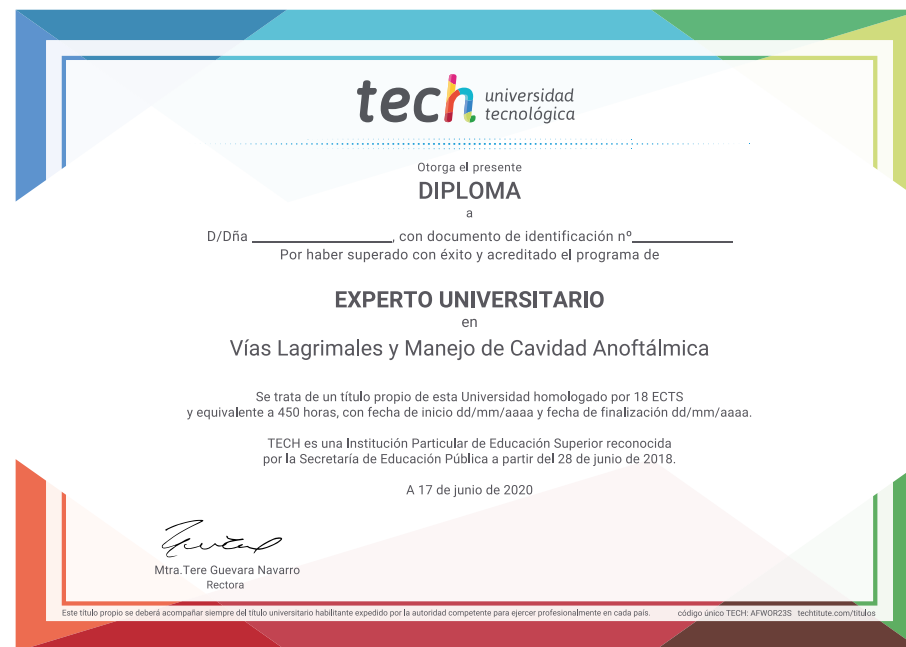 tech universidad
tecnológica
Otorga el presente
DIPLOMA
a
D/Dña ________________, con documento de identificación nº____________
Por haber superado con éxito y acreditado el programa de
EXPERTO UNIVERSITARIO
en
Vías Lagrimales y Manejo de Cavidad Anoftálmica
Se trata de un título propio de esta Universidad homologado por 18 ECTS
y equivalente a 450 horas, con fecha de inicio dd/mm/aaaa y fecha de finalización dd/mm/aaaa.
TECH es una Institución Particular de Educación Superior reconocida
por la Secretaría de Educación Pública a partir del 28 de junio de 2018.
A 17 de junio de 2020
Mtra.Tere Guevara Navarro
Rectora
Este título propio se deberá acompañar siempre del título universitario habilitante expedido por la autoridad competente para ejercer profesionalmente en cada país. código único TECH: AFWOR23S techtitute.com/titulos